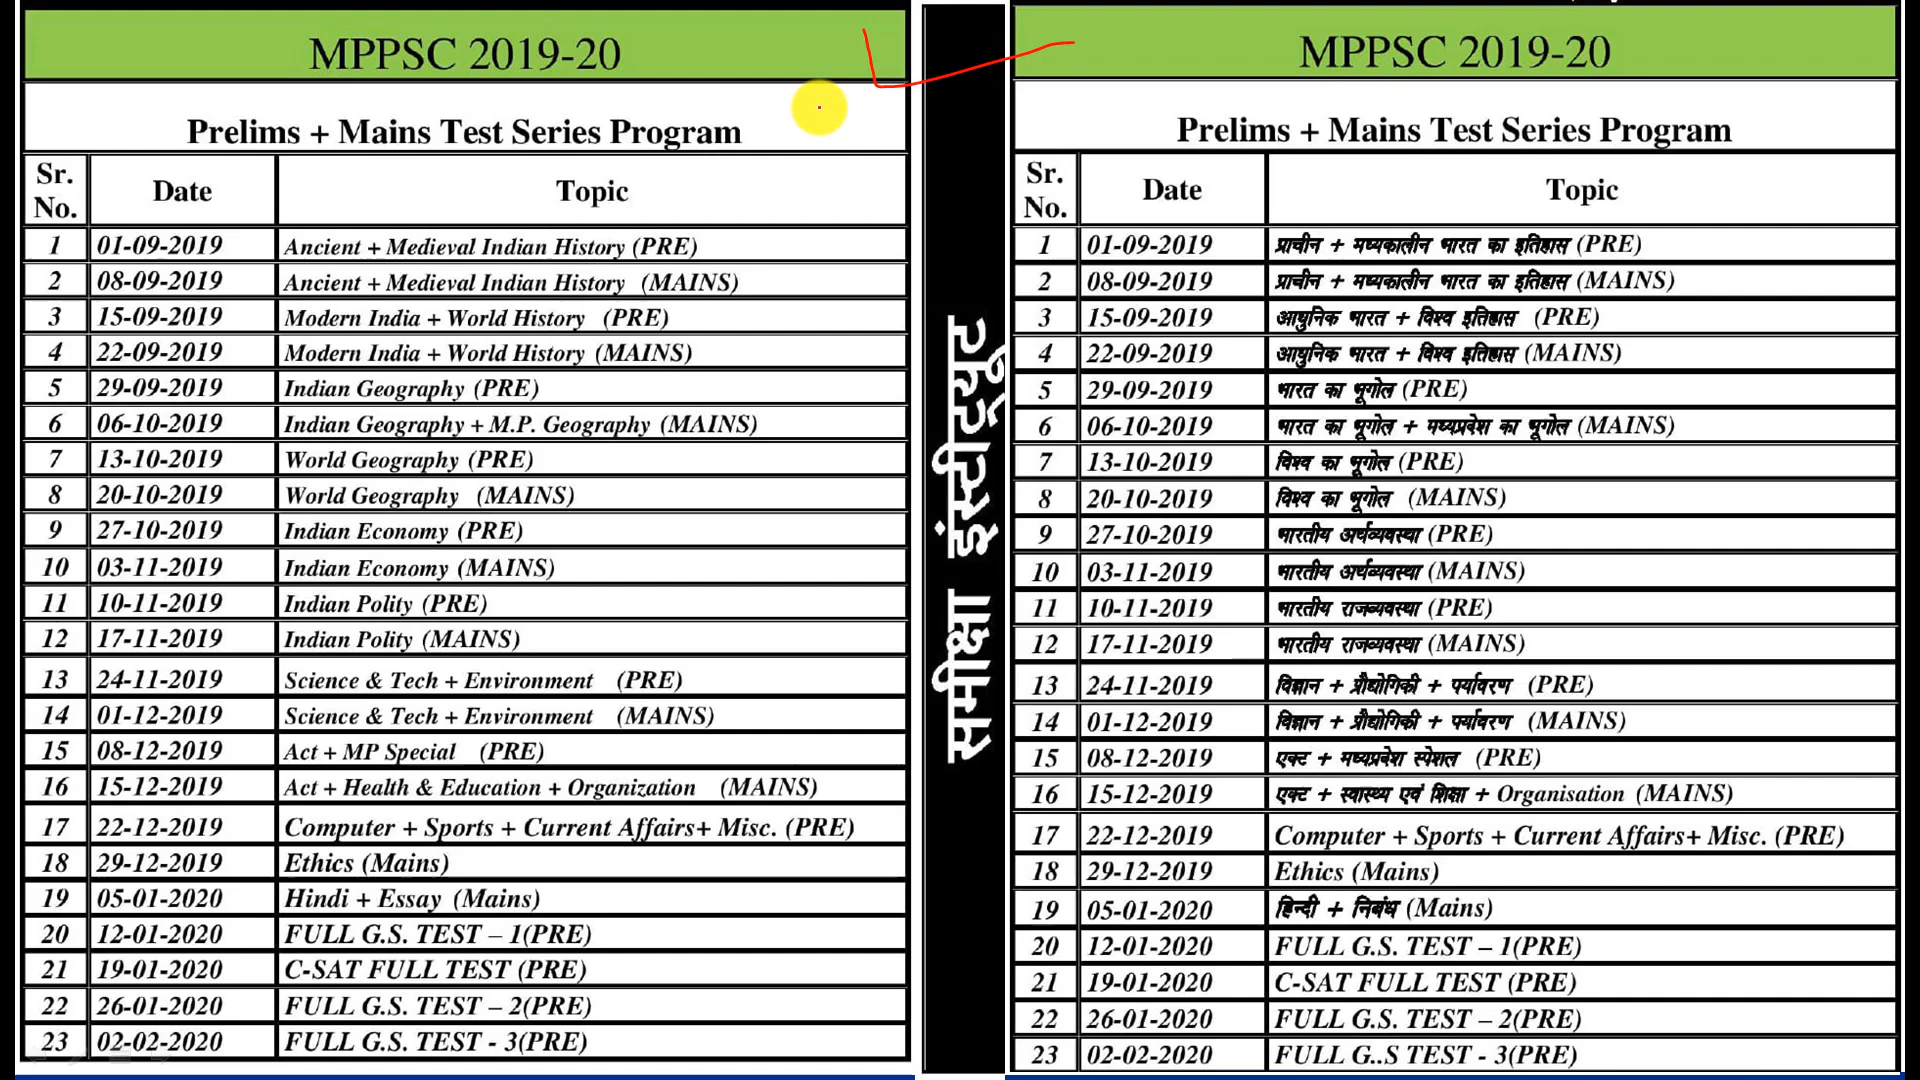 MPPSC 2019-20
Prelims + Mains Test Series Program
Sr. No. Date Topic
1 01-09-2019 Ancient + Medieval Indian History (PRE)
2 08-09-2019 Ancient + Medieval Indian History (MAINS)
3 15-09-2019 Modern India + World History (PRE)
4 22-09-2019 Modern India + World History (MAINS)
5 29-09-2019 Indian Geography (PRE)
6 06-10-2019 Indian Geography + M.P. Geography (MAINS)
7 13-10-2019 World Geography (PRE)
8 20-10-2019 World Geography (MAINS)
9 27-10-2019 Indian Economy (PRE)
10 03-11-2019 Indian Economy (MAINS)
11 10-11-2019 Indian Polity (PRE)
12 17-11-2019 Indian Polity (MAINS)
13 24-11-2019 Science & Tech + Environment (PRE)
14 01-12-2019 Science & Tech + Environment (MAINS)
15 08-12-2019 Act + MP Special (PRE)
16 15-12-2019 Act + Health & Education + Organization (MAINS)
17 22-12-2019 Computer + Sports + Current Affairs+ Misc. (PRE)
18 29-12-2019 Ethics (Mains)
19 05-01-2020 Hindi + Essay (Mains)
20 12-01-2020 FULL G.S. TEST – 1(PRE)
21 19-01-2020 C-SAT FULL TEST (PRE)
22 26-01-2020 FULL G.S. TEST – 2(PRE)
23 02-02-2020 FULL G.S. TEST - 3(PRE)
समीक्षा इंस्टीट्यूट
MPPSC 2019-20
Prelims + Mains Test Series Program
Sr. No. Date Topic
1 01-09-2019 प्राचीन + मध्यकालीन भारत का इतिहास (PRE)
2 08-09-2019 प्राचीन + मध्यकालीन भारत का इतिहास (MAINS)
3 15-09-2019 आधुनिक भारत + विश्व इतिहास (PRE)
4 22-09-2019 आधुनिक भारत + विश्व इतिहास (MAINS)
5 29-09-2019 भारत का भूगोल (PRE)
6 06-10-2019 भारत का भूगोल + मध्यप्रदेश का भूगोल (MAINS)
7 13-10-2019 विश्व का भूगोल (PRE)
8 20-10-2019 विश्व का भूगोल (MAINS)
9 27-10-2019 भारतीय अर्थव्यवस्था (PRE)
10 03-11-2019 भारतीय अर्थव्यवस्था (MAINS)
11 10-11-2019 भारतीय राजव्यवस्था (PRE)
12 17-11-2019 भारतीय राजव्यवस्था (MAINS)
13 24-11-2019 विज्ञान + प्रौद्योगिकी + पर्यावरण (PRE)
14 01-12-2019 विज्ञान + प्रौद्योगिकी + पर्यावरण (MAINS)
15 08-12-2019 एक्ट + मध्यप्रदेश स्पेशल (PRE)
16 15-12-2019 एक्ट + स्वास्थ्य एवं शिक्षा + Organisation (MAINS)
17 22-12-2019 Computer + Sports + Current Affairs+ Misc. (PRE)
18 29-12-2019 Ethics (Mains)
19 05-01-2020 हिन्दी + निबंध (Mains)
20 12-01-2020 FULL G.S. TEST – 1(PRE)
21 19-01-2020 C-SAT FULL TEST (PRE)
22 26-01-2020 FULL G.S. TEST – 2(PRE)
23 02-02-2020 FULL G..S TEST - 3(PRE)